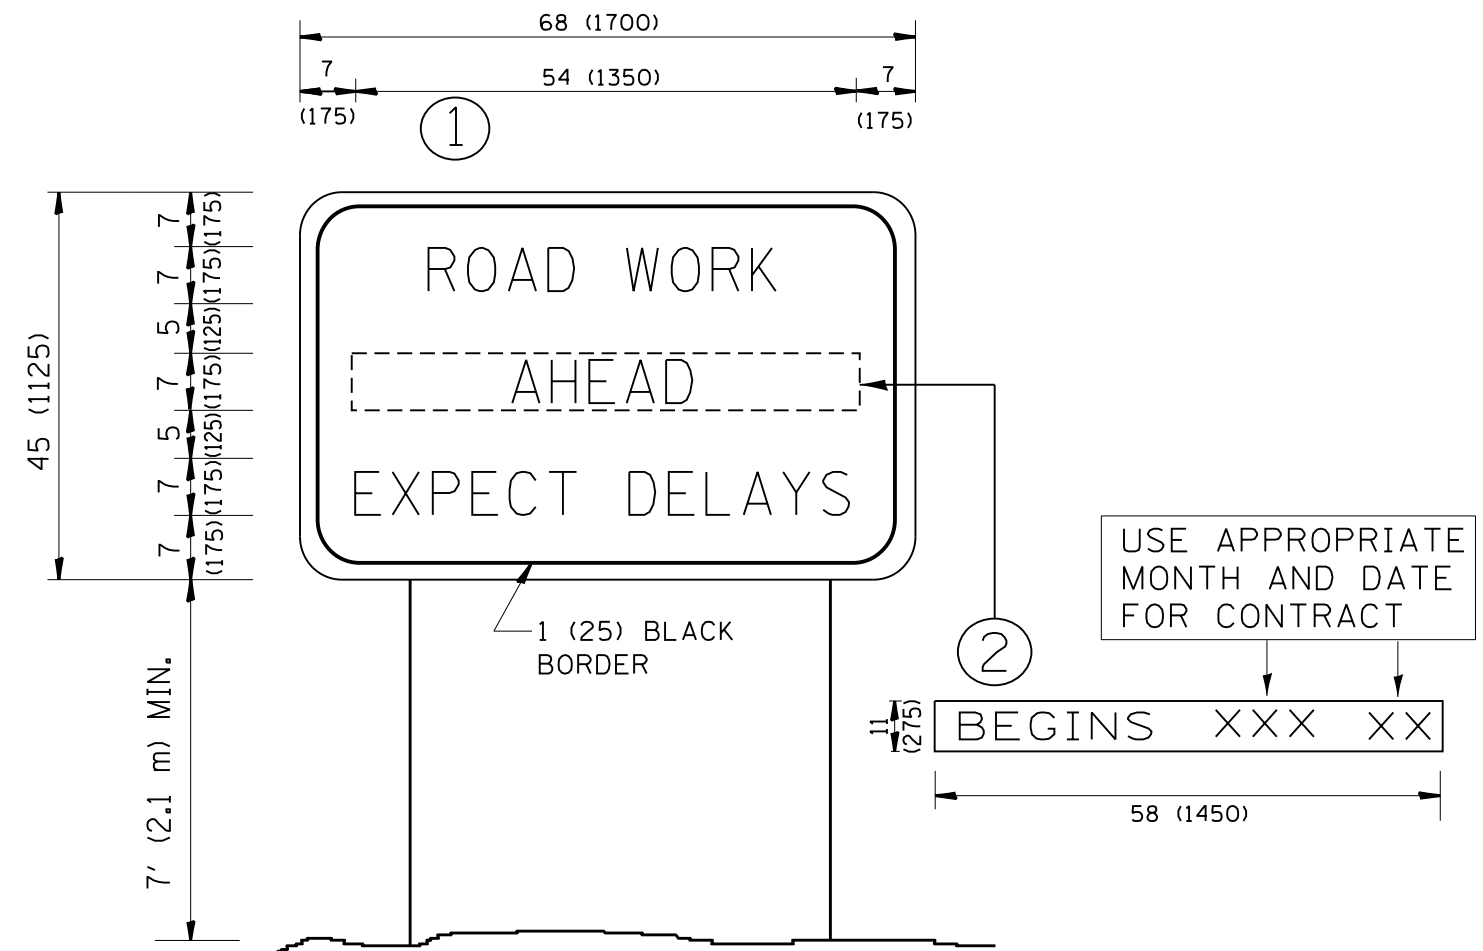 68 (1700)
7
54 (1350)
7
(175)
(175)
1
45 (1125)
7
(175)
7
(175)
5
(125)
7
(175)
5
(125)
7
(175)
7
(175)
ROAD WORK
AHEAD
EXPECT DELAYS
1 (25) BLACK
BORDER
7' (2.1 m) MIN.
2
USE APPROPRIATE
MONTH AND DATE
FOR CONTRACT
11
(275)
BEGINS XXX XX
58 (1450)